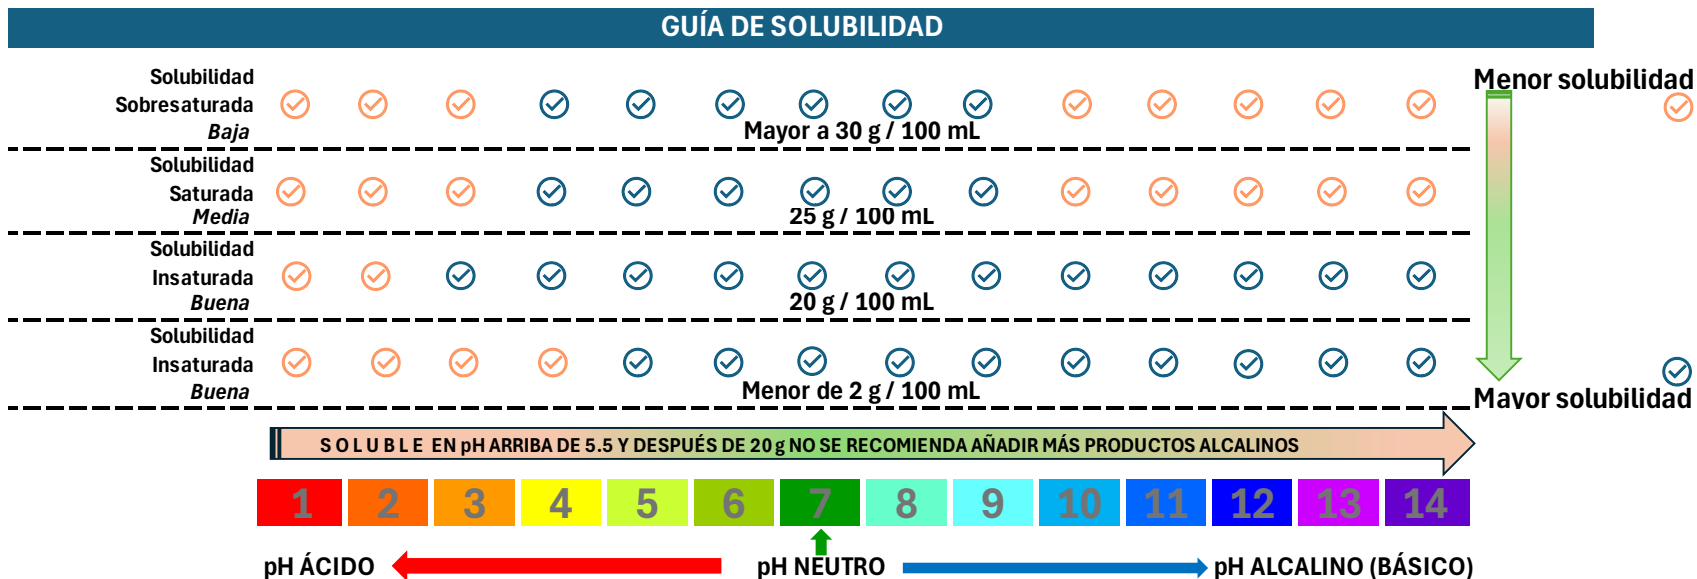 GUÍA DE SOLUBILIDAD
Solubilidad
Sobresaturada
Baja
Mayor a 30 g / 100 mL
Menor solubilidad
Solubilidad
Saturada
Media
25 g / 100 mL
Solubilidad
Insaturada
Buena
20 g / 100 mL
Solubilidad
Insaturada
Buena
Menor de 2 g / 100 mL
Mayor solubilidad
S O L U B L E EN pH ARRIBA DE 5.5 Y DESPUÉS DE 20 g NO SE RECOMIENDA AÑADIR MÁS PRODUCTOS ALCALINOS
1 2 3 4 5 6 7 8 9 10 11 12 13 14
pH ÁCIDO pH NEUTRO pH ALCALINO (BÁSICO)